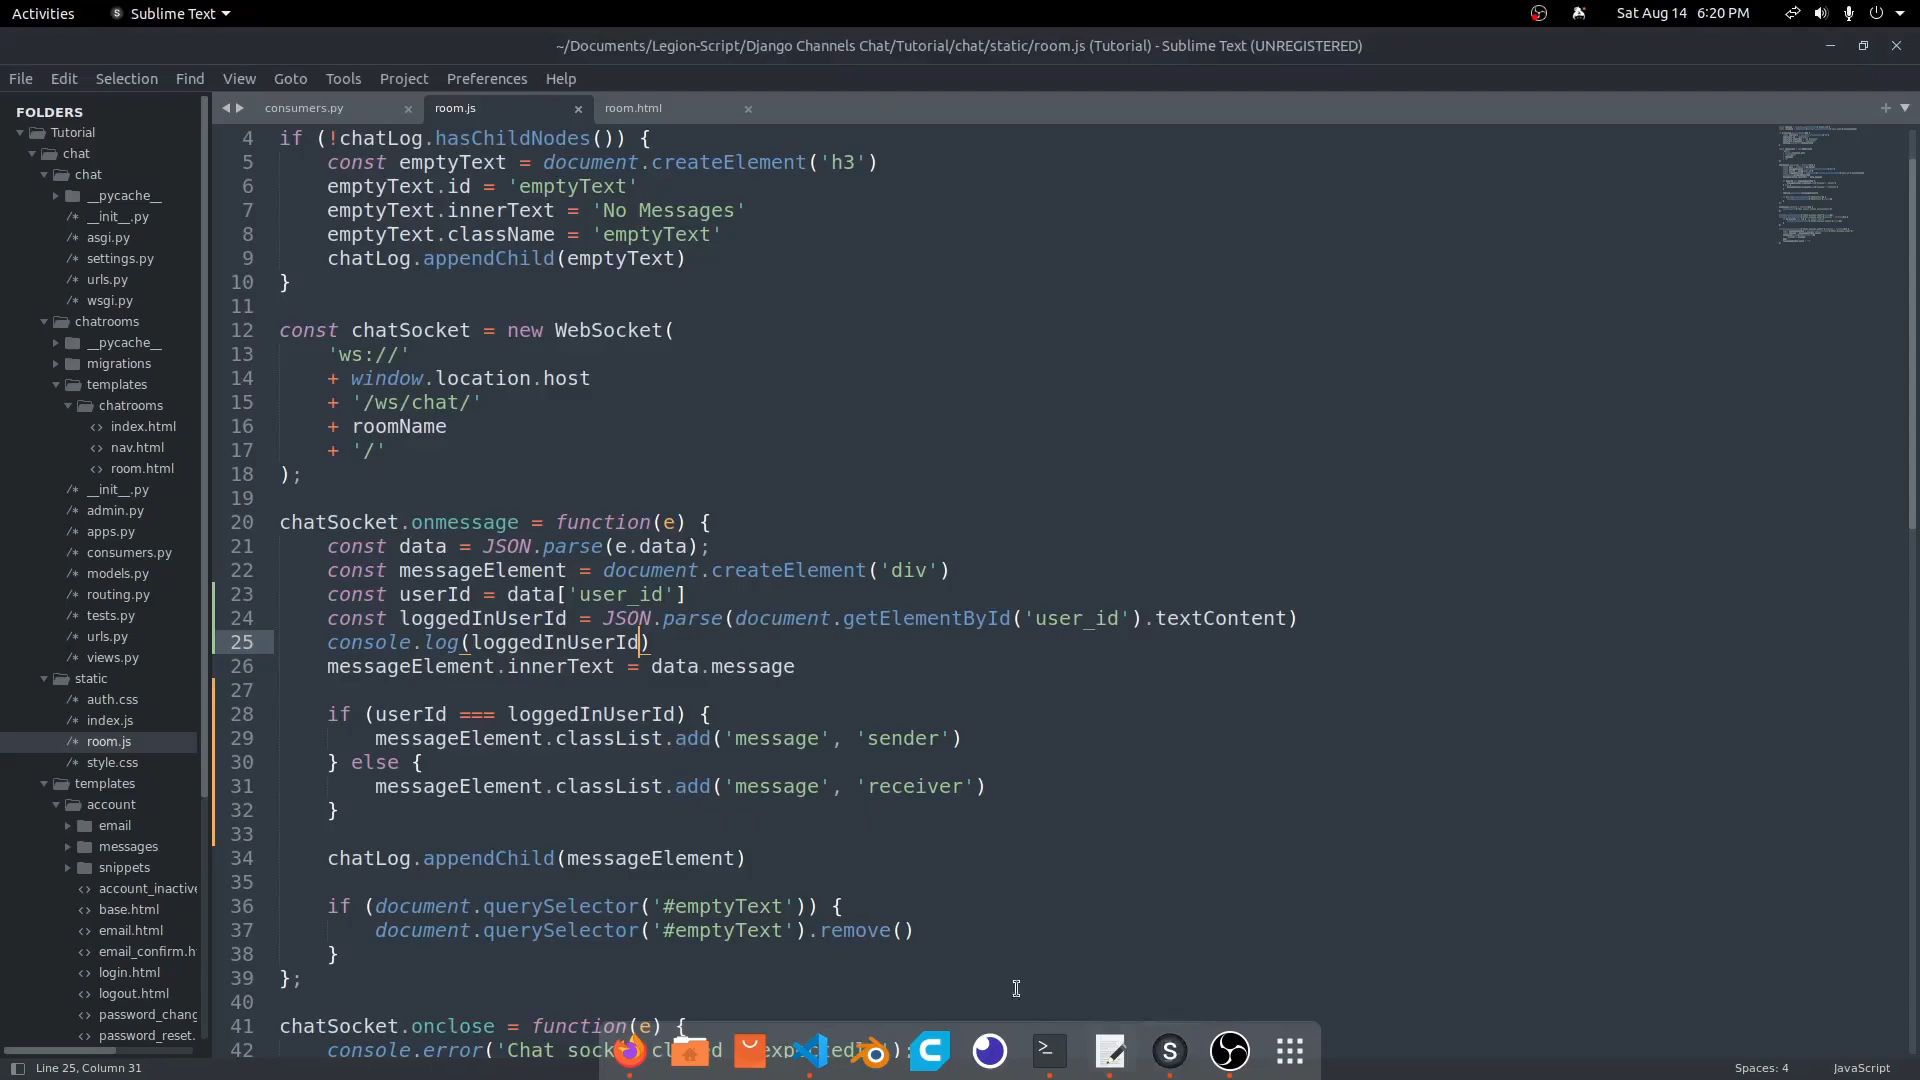 Activities
Sublime Text
Sat Aug 14 6:20 PM
~/Documents/Legion-Script/Django Channels Chat/Tutorial/chat/static/room.js (Tutorial) - Sublime Text (UNREGISTERED)
File Edit Selection Find View Goto Tools Project Preferences Help
FOLDERS
Tutorial
chat
chat
__pycache__
__init__.py
asgi.py
settings.py
urls.py
wsgi.py
chatrooms
__pycache__
migrations
templates
chatrooms
index.html
nav.html
room.html
__init__.py
admin.py
apps.py
consumers.py
models.py
routing.py
tests.py
urls.py
views.py
static
auth.css
index.js
room.js
style.css
templates
account
email
messages
snippets
account_inactive
base.html
email.html
email_confirm.h
login.html
logout.html
password_chang
password_reset.
consumers.py
room.js
room.html
4 if (!chatLog.hasChildNodes()) {
5 const emptyText = document.createElement('h3')
6 emptyText.id = 'emptyText'
7 emptyText.innerText = 'No Messages'
8 emptyText.className = 'emptyText'
9 chatLog.appendChild(emptyText)
10 }
11
12 const chatSocket = new WebSocket(
13 'ws://'
14 + window.location.host
15 + '/ws/chat/'
16 + roomName
17 + '/'
18 );
19
20 chatSocket.onmessage = function(e) {
21 const data = JSON.parse(e.data);
22 const messageElement = document.createElement('div')
23 const userId = data['user_id']
24 const loggedInUserId = JSON.parse(document.getElementById('user_id').textContent)
25 console.log(loggedInUserId)
26 messageElement.innerText = data.message
27
28 if (userId === loggedInUserId) {
29 messageElement.classList.add('message', 'sender')
30 } else {
31 messageElement.classList.add('message', 'receiver')
32 }
33
34 chatLog.appendChild(messageElement)
35
36 if (document.querySelector('#emptyText')) {
37 document.querySelector('#emptyText').remove()
38 }
39 };
40
41 chatSocket.onclose = function(e) {
42 console.error('Chat
Line 25, Column 31
Spaces: 4
JavaScript